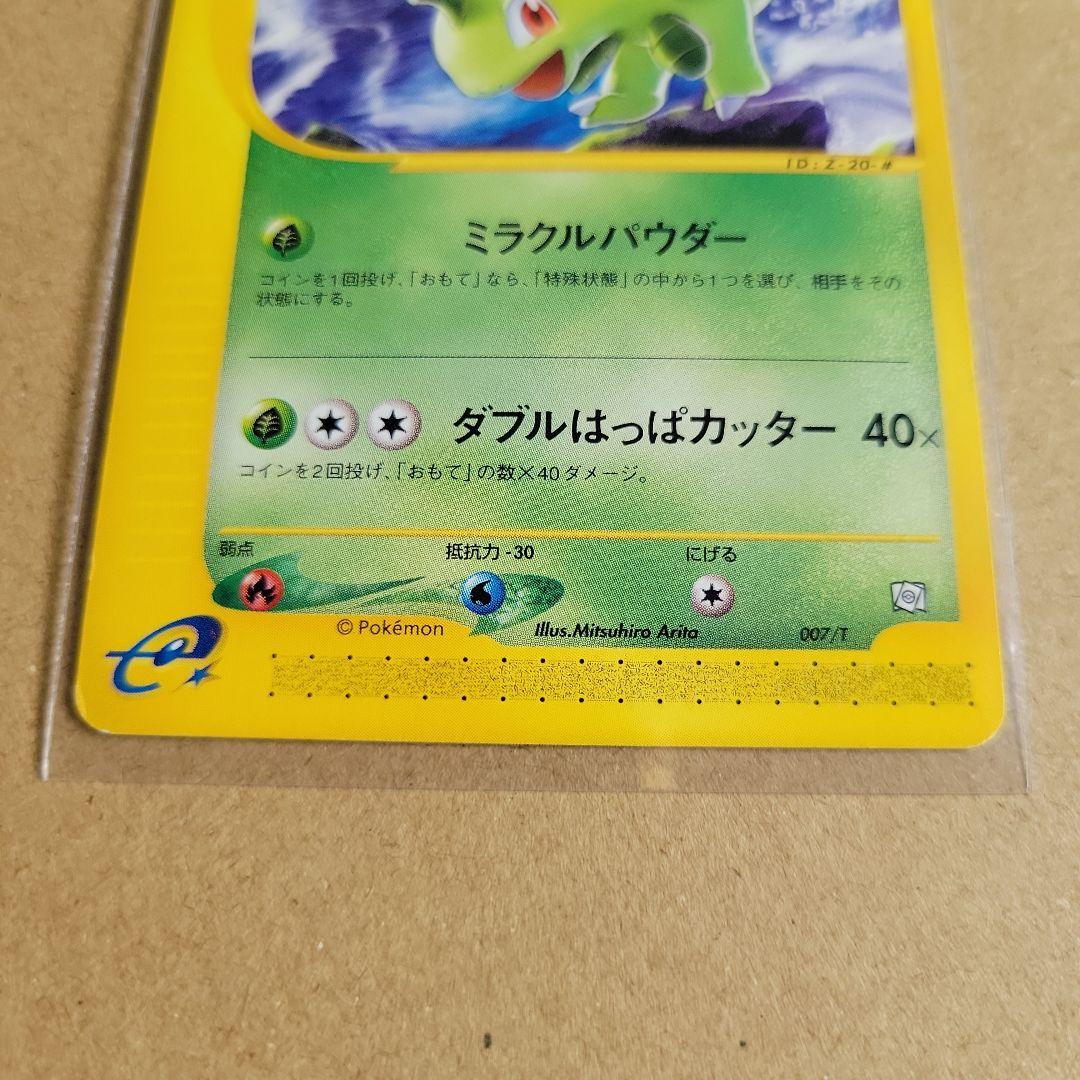 ID:Z-20-#
ミラクルパウダー
コインを1回投げ、「おもて」なら、「特殊状態」の中から1つを選び、相手をその
状態にする。
ダブルはっぱカッター 40×
コインを2回投げ、「おもて」の数×40ダメージ。
弱点 抵抗力 -30 にげる
© Pokémon Illus.Mitsuhiro Arita 007/T
e